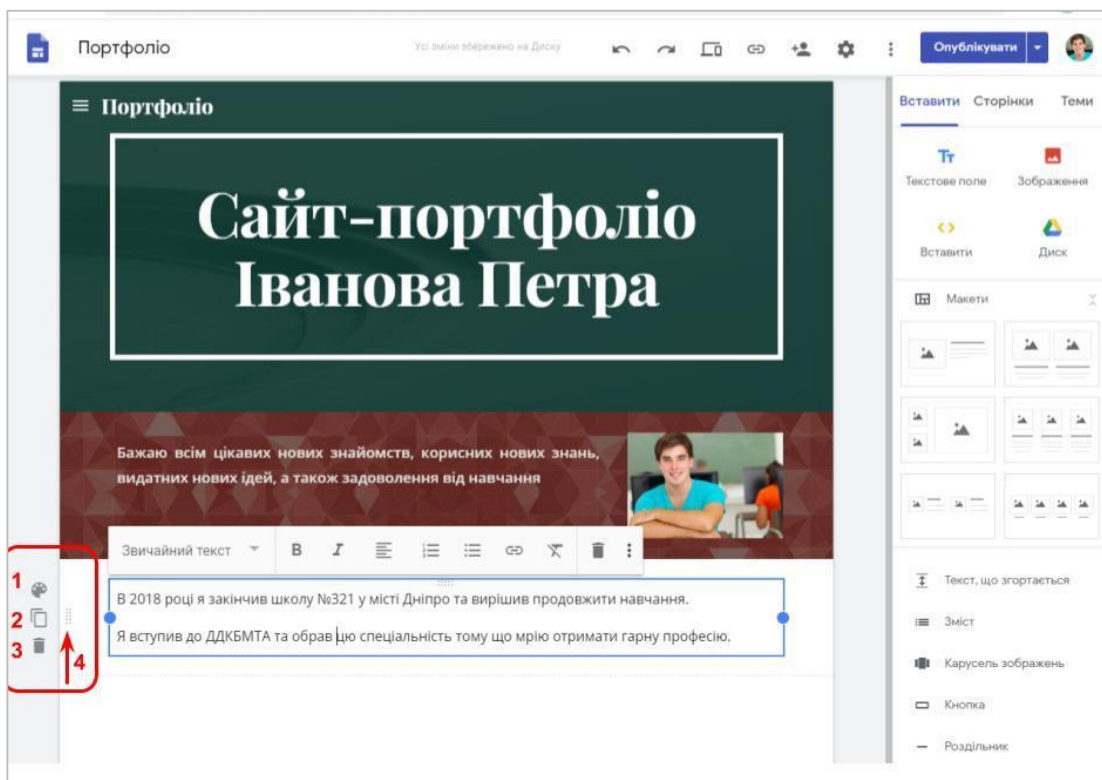 Портфоліо
Усі зміни збережено на Диску
Опублікувати
Портфоліо
Сайт-портфоліо
Іванова Петра
Бажаю всім цікавих нових знайомств, корисних нових знань,
видатних нових ідей, а також задоволення від навчання
Звичайний текст
B I
В 2018 році я закінчив школу №321 у місті Дніпро та вирішив продовжити навчання.
Я вступив до ДДКБМТА та обрав цю спеціальність тому що мрію отримати гарну професію.
1
2
3
4
Вставити Сторінки Теми
Тт
Текстове поле Зображення
Вставити Диск
Макети
Текст, що згортається
Зміст
Карусель зображень
Кнопка
Роздільник